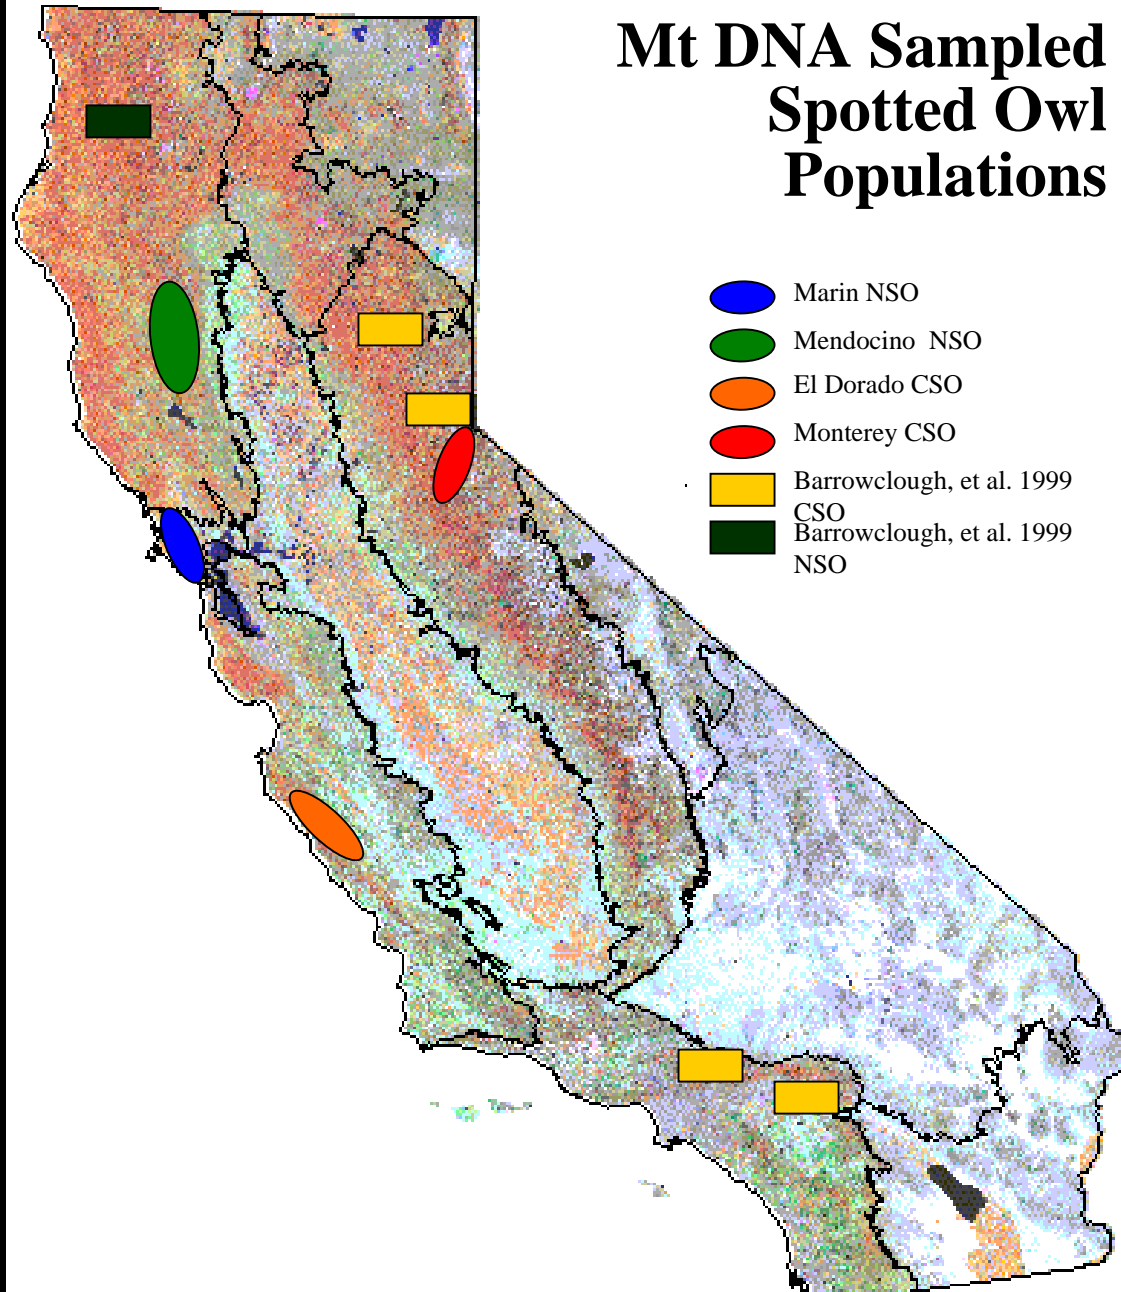 Mt DNA Sampled
Spotted Owl
Populations
Marin NSO
Mendocino  NSO
El Dorado CSO
Monterey CSO
Barrowclough, et al. 1999
CSO
Barrowclough, et al. 1999
NSO